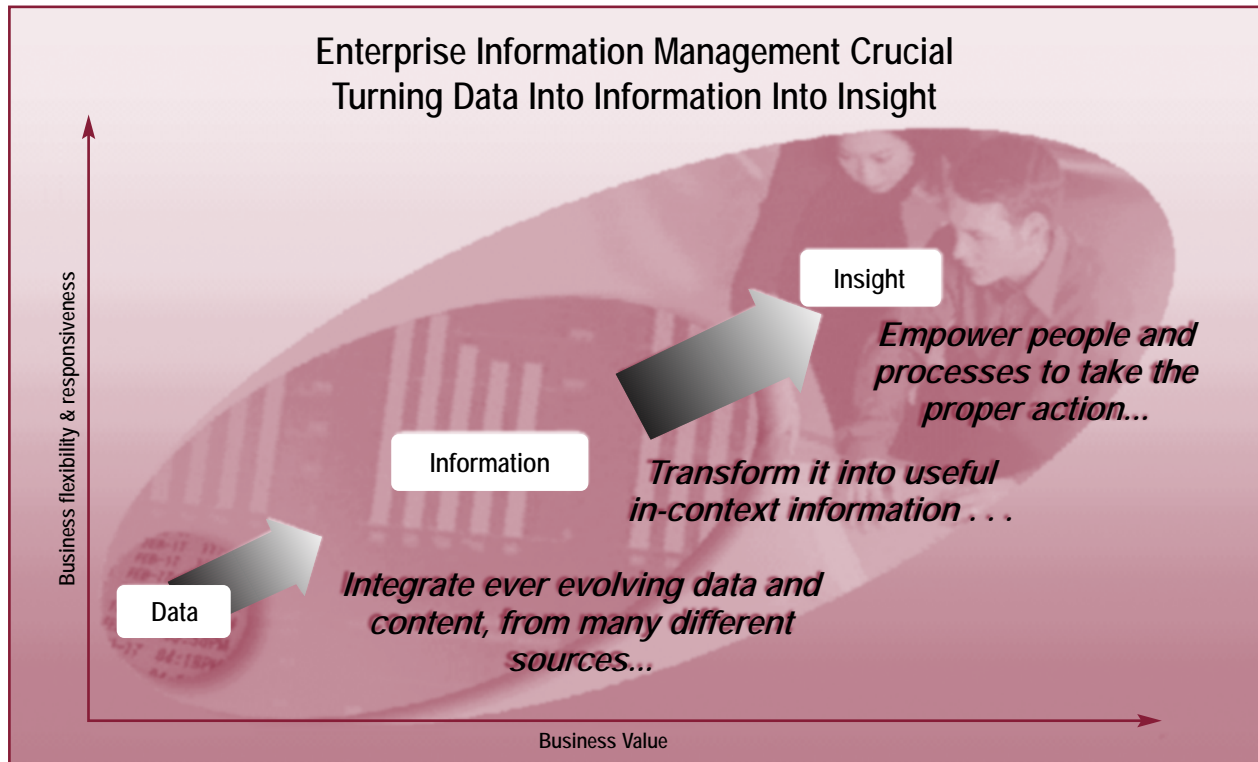 Enterprise Information Management Crucial
Turning Data Into Information Into Insight
Business flexibility & responsiveness
Insight
Empower people and
processes to take the
proper action...
Information
Transform it into useful
in-context information . . .
Data
Integrate ever evolving data and
content, from many different
sources...
04:19P
Business Value